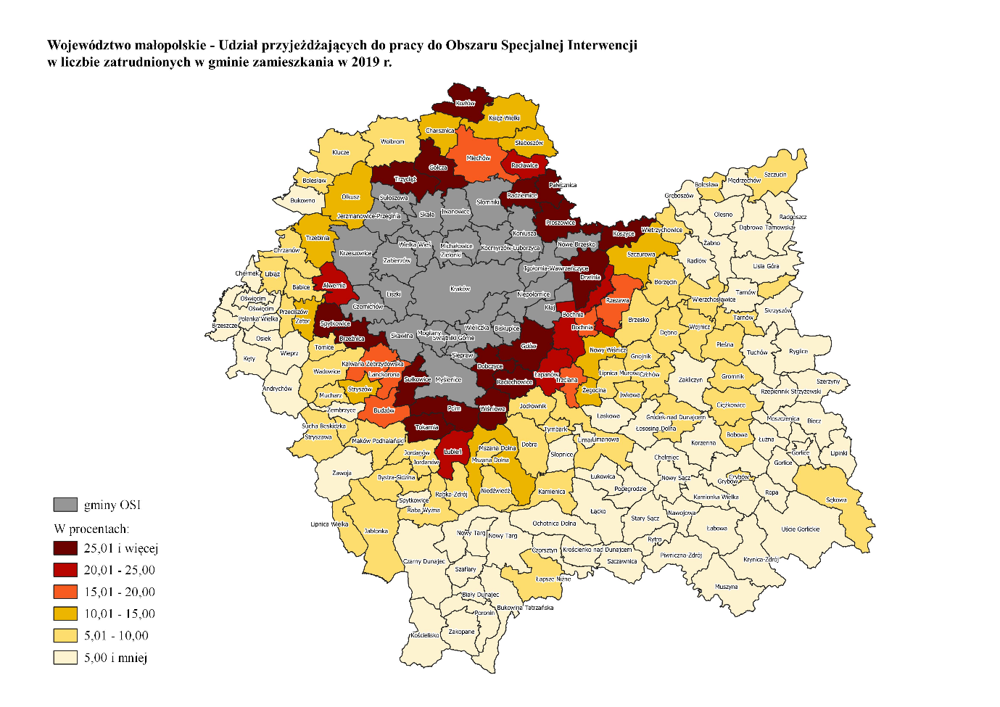 Województwo małopolskie - Udział przyjeżdżających do pracy do Obszaru Specjalnej Interwencji
w liczbie zatrudnionych w gminie zamieszkania w 2019 r.
Kozłów
Książ Wielki
Charsznica
Wolbrom
Słaboszów
Klucze
Miechów
Racławice
Gołcza
Trzyciąż
Bolesław
Pałecznica
Szczucin
Mędrzechów
Bolesław
Gręboszów
Radziemice
Olkusz
Sułoszowa
Bukowno
Słomniki
Iwanowice
Skała
Jerzmanowice-Przeginia
Olesno
Radgoszcz
Proszowice
Dąbrowa Tarnowska
Wietrzychowice
Koszyce
Koniusza
Trzebinia
Nowe Brzesko
Wielka Wieś
Michałowice
Żabno
Kocmyrzów-Luborzyca
Chrzanów
Krzeszowice
Zielonki
Szczurowa
Zabierzów
Radłów
Lisia Góra
Igołomia-Wawrzeńczyce
Chełmek
Libiąż
Drwinia
Borzęcin
Alwernia
Babice
Kraków
Tarnów
Liszki
Niepołomice
Oświęcim
Wierzchosławice
Rzezawa
Czernichów
Kłaj
Oświęcim
Przeciszów
Skrzyszów
Bochnia
Tarnów
Polanka Wielka
Zator
Brzesko
Spytkowice
Brzeszcze
Bochnia
Wojnicz
Wieliczka
Biskupice
Dębno
Mogilany
Skawina
Świątniki Górne
Osiek
Brzeźnica
Pleśna
Gdów
Tomice
Nowy Wiśnicz
Ryglice
Tuchów
Wieprz
Siepraw
Gnojnik
Kęty
Kalwaria Zebrzydowska
Dobczyce
Wadowice
Lipnica Murowana
Czchów
Lanckorona
Łapanów
Gromnik
Sułkowice
Myślenice
Trzciana
Zakliczyn
Raciechowice
Szerzyny
Andrychów
Stryszów
Żegocina
Rzepiennik Strzyżewski
Mucharz
Iwkowa
Jodłownik
Ciężkowice
Zembrzyce
Budzów
Pcim
Wiśniowa
Laskowa
Gródek nad Dunajcem
Moszczenica
Biecz
Sucha Beskidzka
Tokarnia
Łososina Dolna
Tymbark
Stryszawa
Bobowa
Maków Podhalański
Łużna
Limanowa
Dobra
Korzenna
Mszana Dolna
Jordanów
Lubień
Słopnice
Gorlice
Lipinki
Chełmiec
Mszana Dolna
Jordanów
Gorlice
Zawoja
Łukowica
Bystra-Sidzina
Nowy Sącz
Grybów
Grybów
Podegrodzie
Niedźwiedź
Kamienica
Rabka-Zdrój
Ropa
Spytkowice
Kamionka Wielka
Sękowa
Raba Wyżna
Łącko
Nawojowa
Stary Sącz
Lipnica Wielka
Ochotnica Dolna
Łabowa
Uście Gorlickie
Jabłonka
Nowy Targ
Nowy Targ
Rytro
Czorsztyn
Krościenko nad Dunajcem
Piwniczna-Zdrój
Czarny Dunajec
Szczawnica
Krynica-Zdrój
Szaflary
Łapsze Niżne
Muszyna
Biały Dunajec
Bukowina Tatrzańska
Poronin
Zakopane
Kościelisko
gminy OSI
W procentach:
25,01 i więcej
20,01 - 25,00
15,01 - 20,00
10,01 - 15,00
5,01 - 10,00
5,00 i mniej